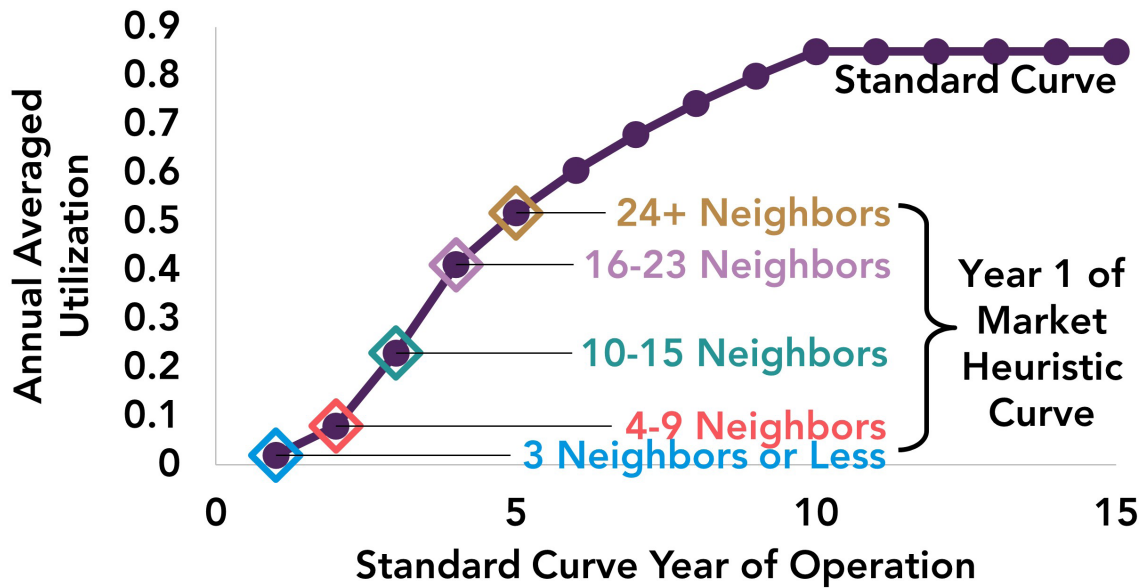 0.9
0.8
0.7
0.6
0.5
0.4
0.3
0.2
0.1
0
Annual Averaged
Utilization
Standard Curve
24+ Neighbors
16-23 Neighbors
10-15 Neighbors
4-9 Neighbors
3 Neighbors or Less
Year 1 of
Market
Heuristic
Curve
0 5 10 15
Standard Curve Year of Operation